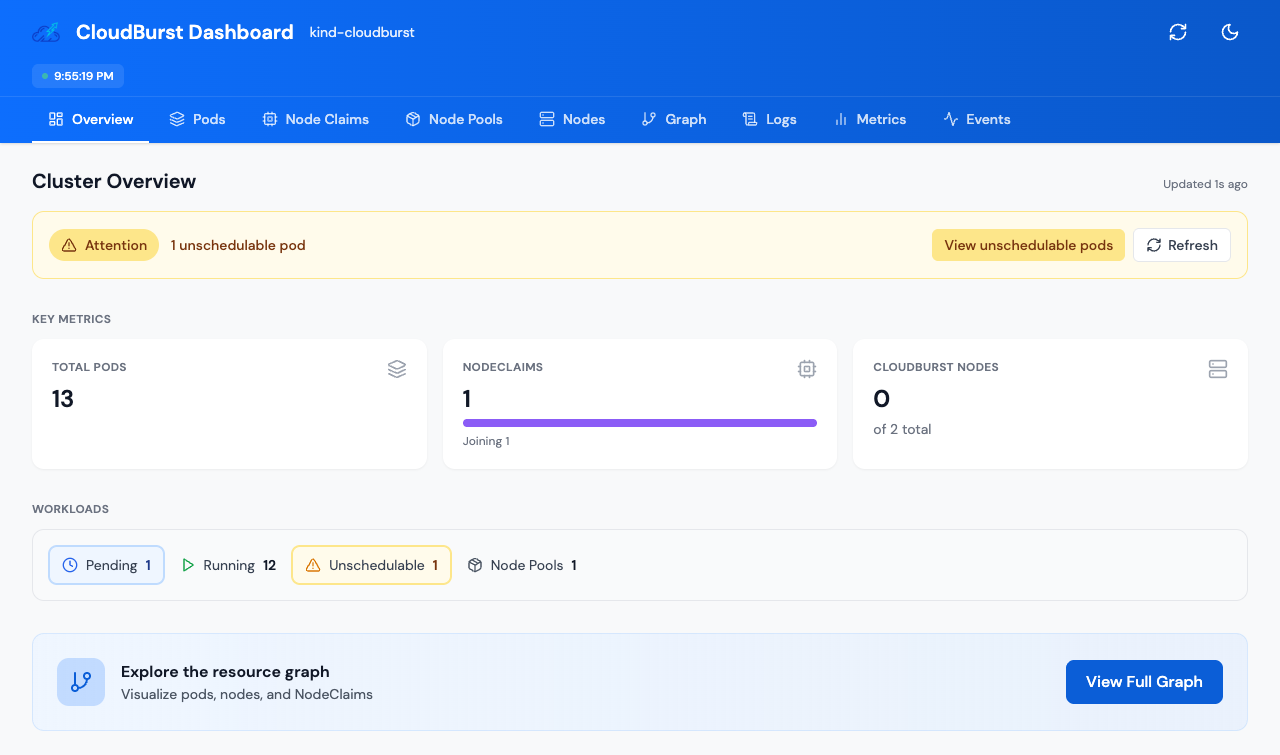 CloudBurst Dashboard kind-cloudburst
9:55:19 PM
Overview Pods Node Claims Node Pools Nodes Graph Logs Metrics Events
Cluster Overview
Updated 1s ago
Attention 1 unschedulable pod View unschedulable pods Refresh
KEY METRICS
TOTAL PODS
13
NODECLAIMS
1
Joining 1
CLOUDBURST NODES
0
of 2 total
WORKLOADS
Pending 1 Running 12 Unschedulable 1 Node Pools 1
Explore the resource graph
Visualize pods, nodes, and NodeClaims
View Full Graph